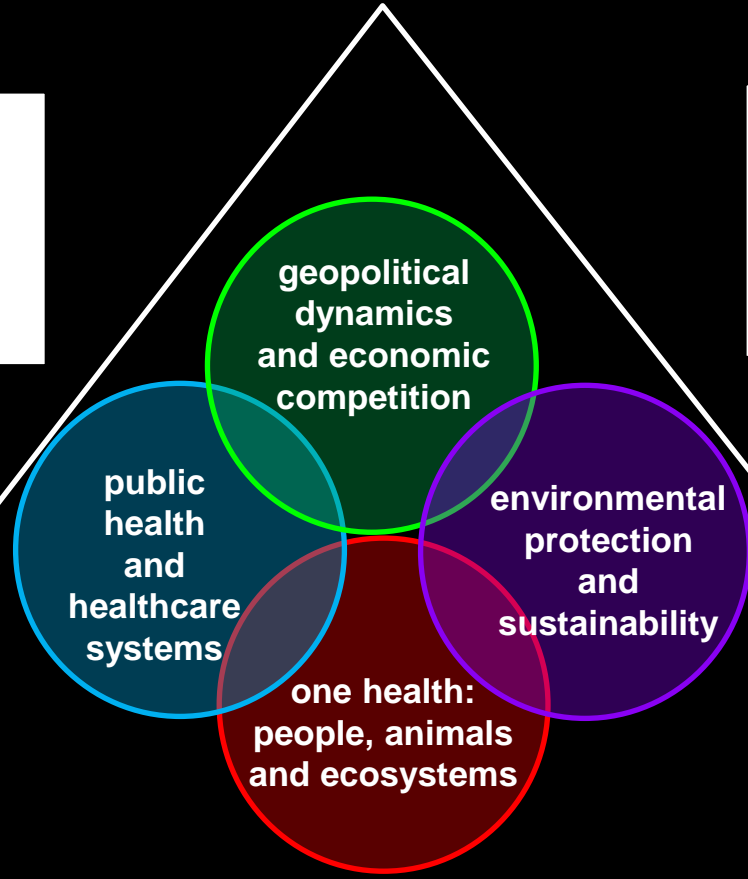 geopolitical
dynamics
and economic
competition
public
health
and
healthcare
systems
environmental
protection
and
sustainability
one health:
people, animals
and ecosystems